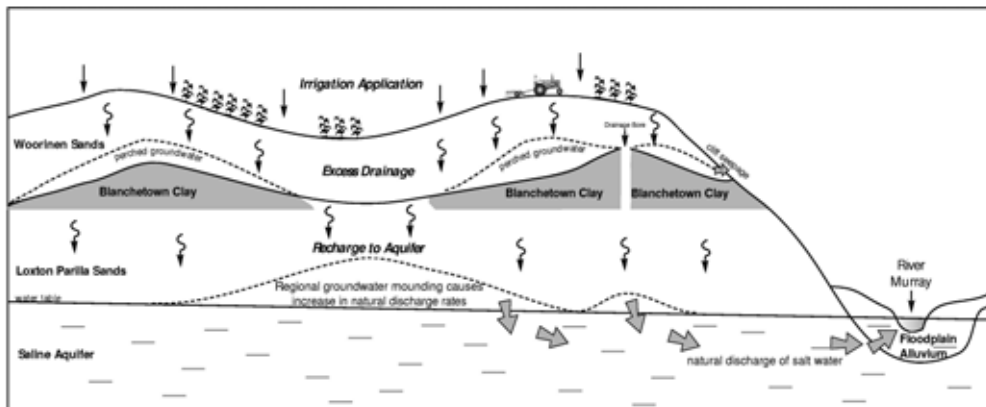 Irrigation Application
Woorinen Sands
perched groundwater
Excess Drainage
perched groundwater
Drainage Bore
cliff seepage
Blanchetown Clay
Blanchetown Clay
Blanchetown Clay
Recharge to Aquifer
Loxton Parilla Sands
River
Murray
water table
Regional groundwater mounding causes
increase in natural discharge rates
Saline Aquifer
natural discharge of salt water
Floodplain
Alluvium